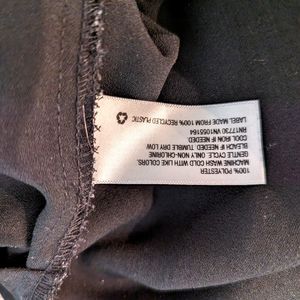 100% POLYESTER
MACHINE WASH COLD WITH LIKE COLORS.
GENTLE CYCLE. ONLY NON-CHLORINE
BLEACH IF NEEDED. TUMBLE DRY LOW.
COOL IRON IF NEEDED.
RN17730 VN1055164
LABEL MADE FROM 100% RECYCLED PLASTIC